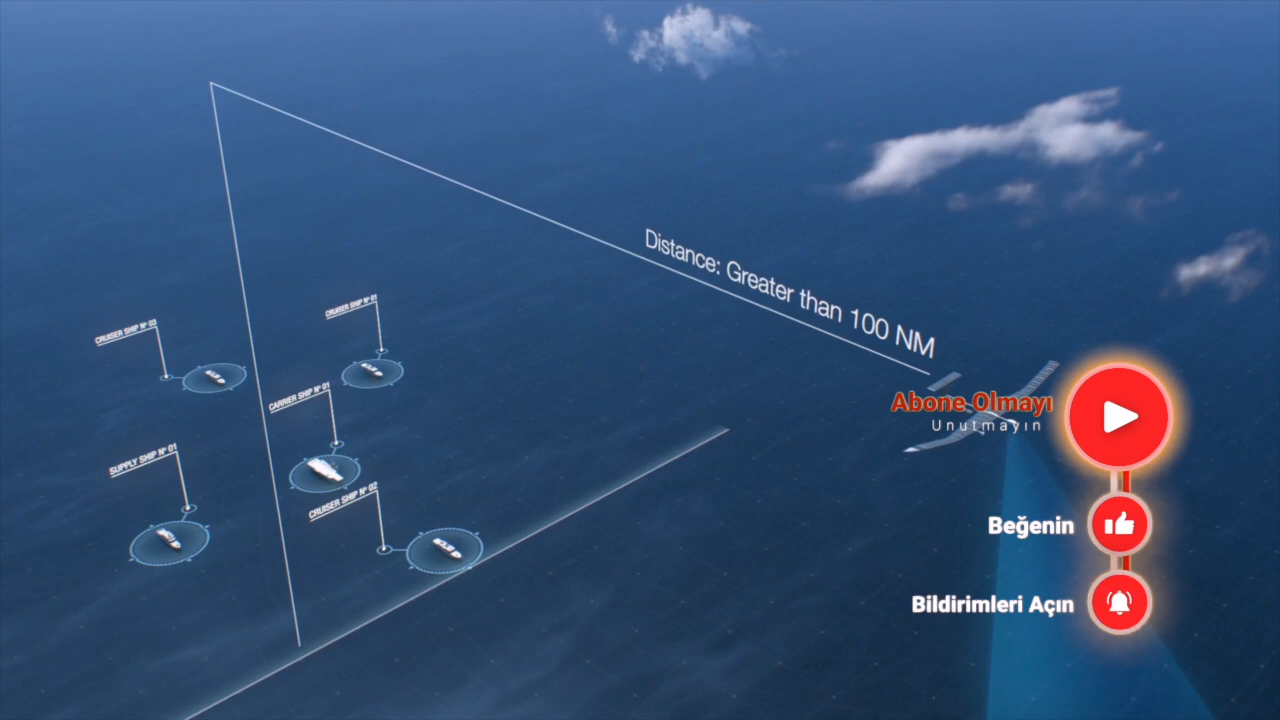 Distance: Greater than 100 NM
CRUISER SHIP Nº 01
CRUISER SHIP Nº 03
CARRIER SHIP Nº 01
SUPPLY SHIP Nº 01
CRUISER SHIP Nº 02
Abone Olmayı
Unutmayın
Beğenin
Bildirimleri Açın